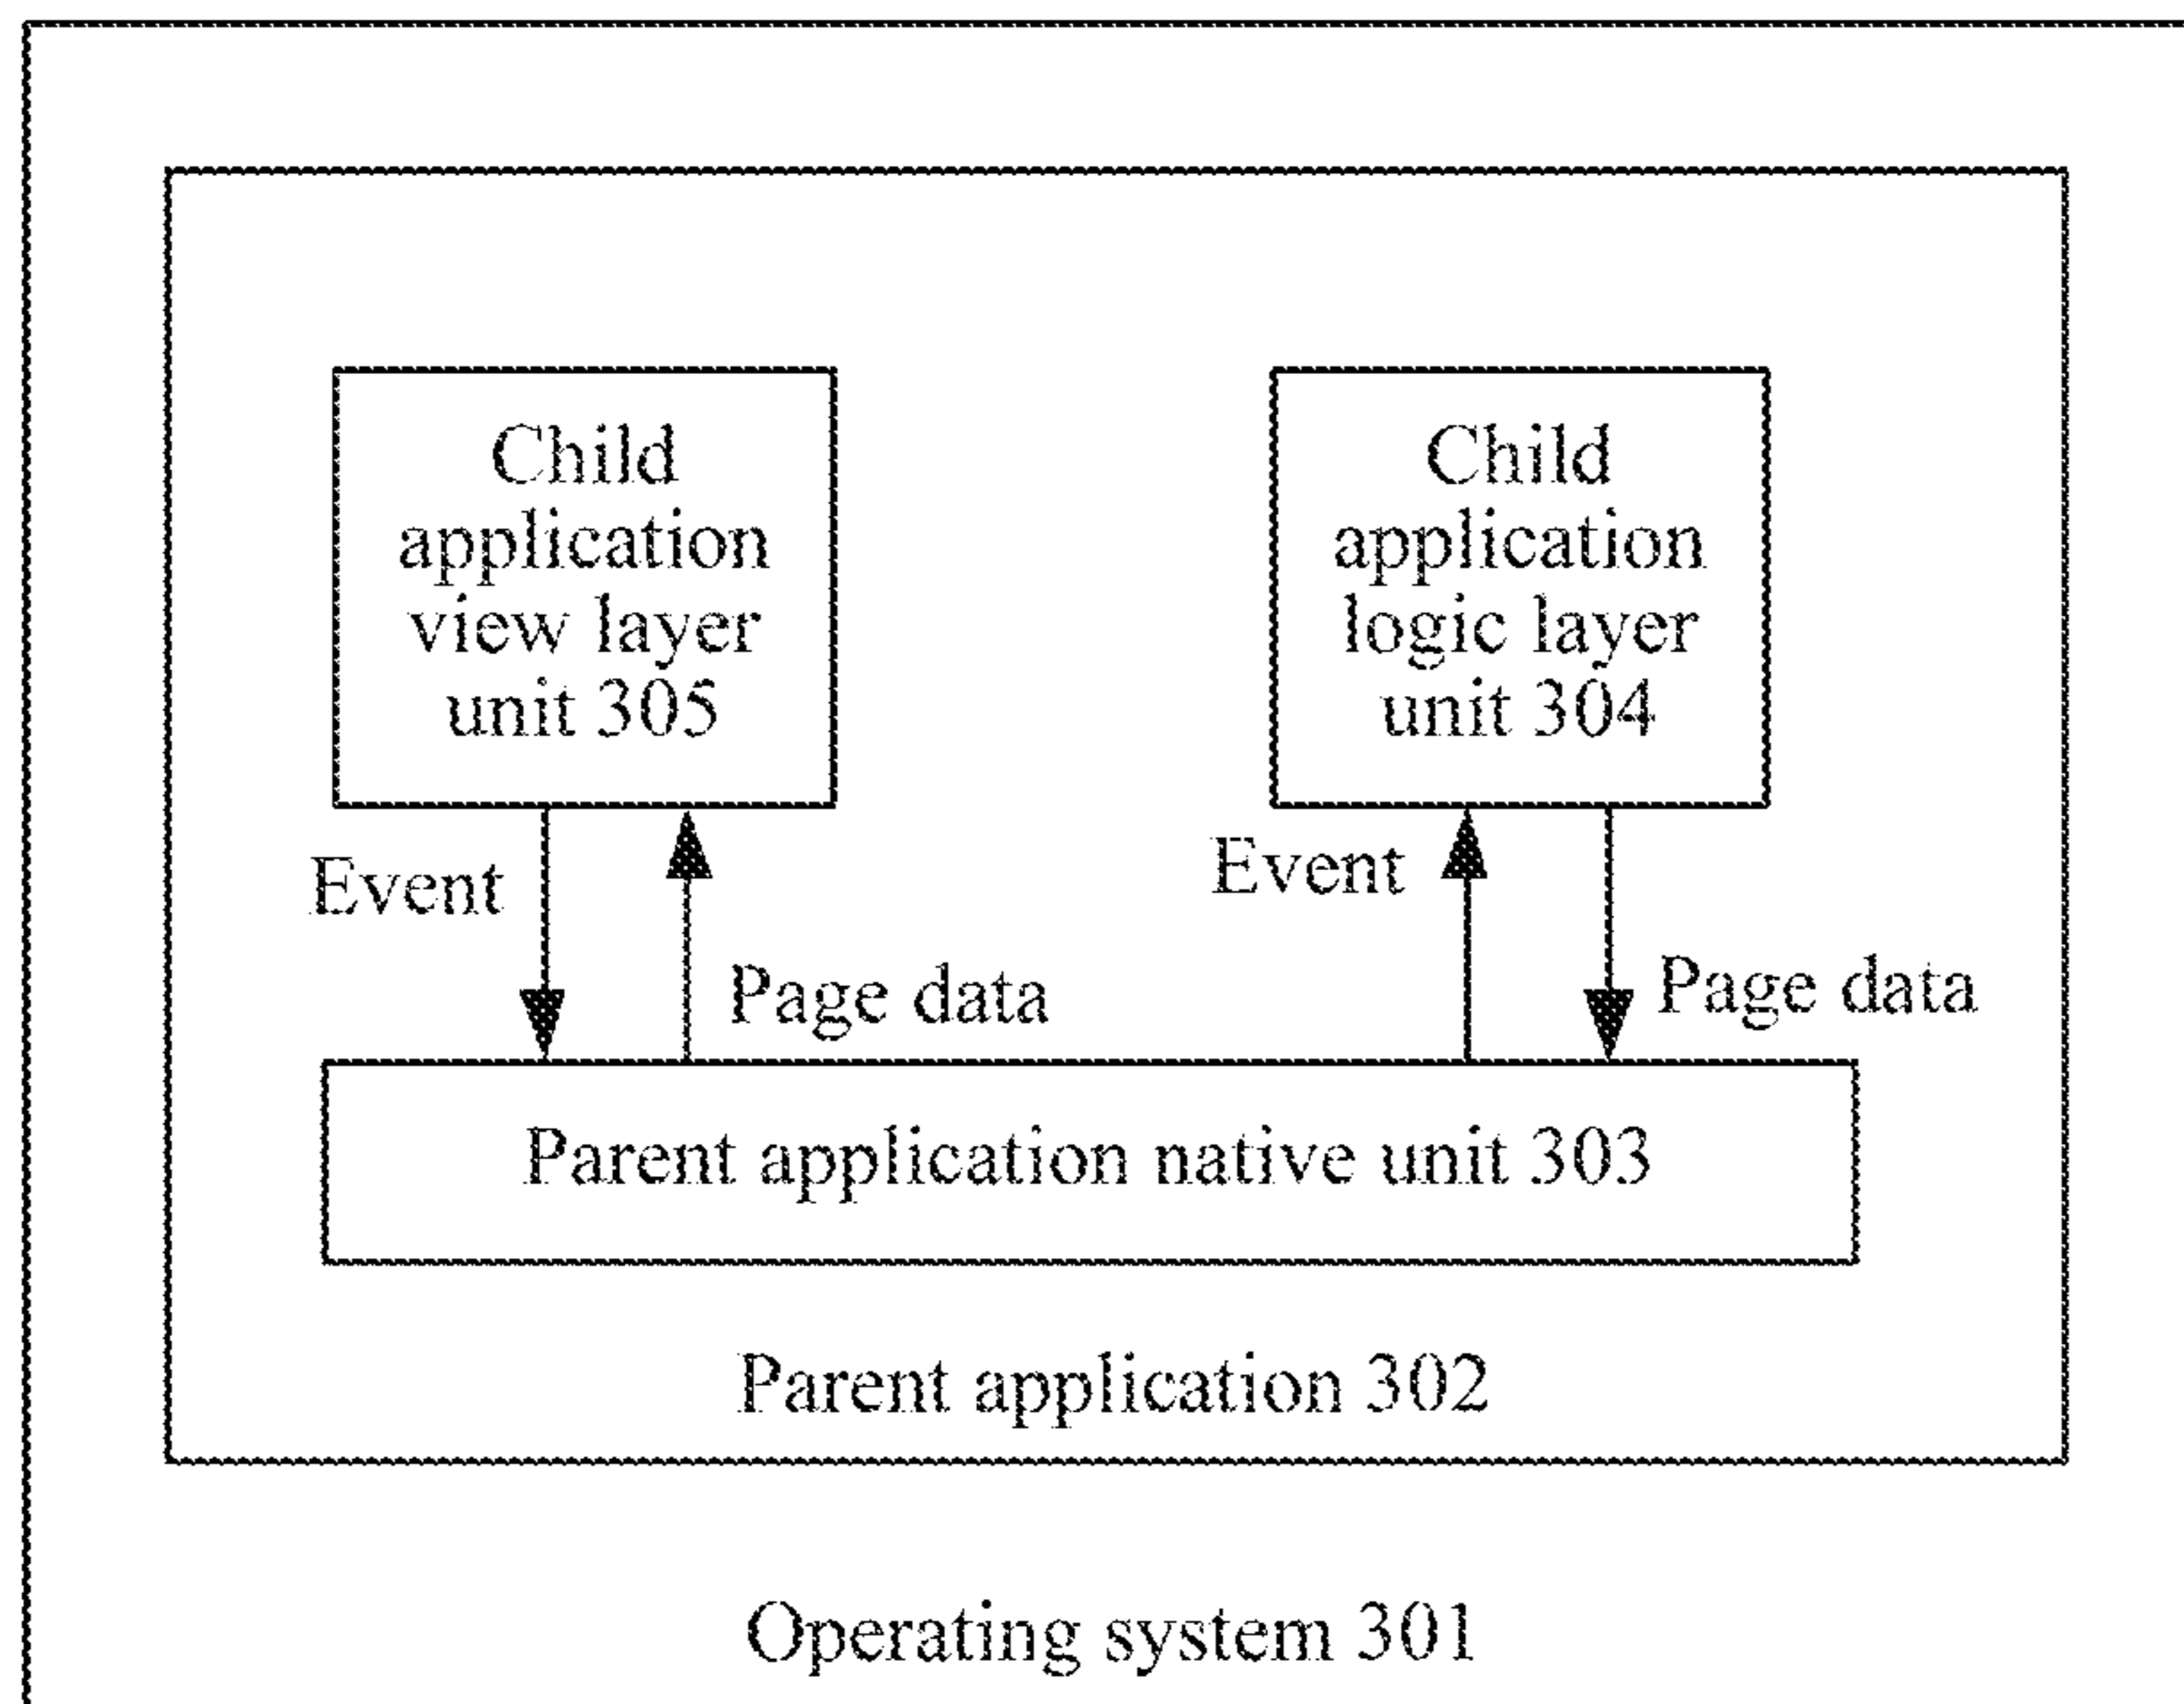 Child
application
view layer
unit 305
Child
application
logic layer
unit 304
Event
Page data
Event
Page data
Parent application native unit 303
Parent application 302
Operating system 301